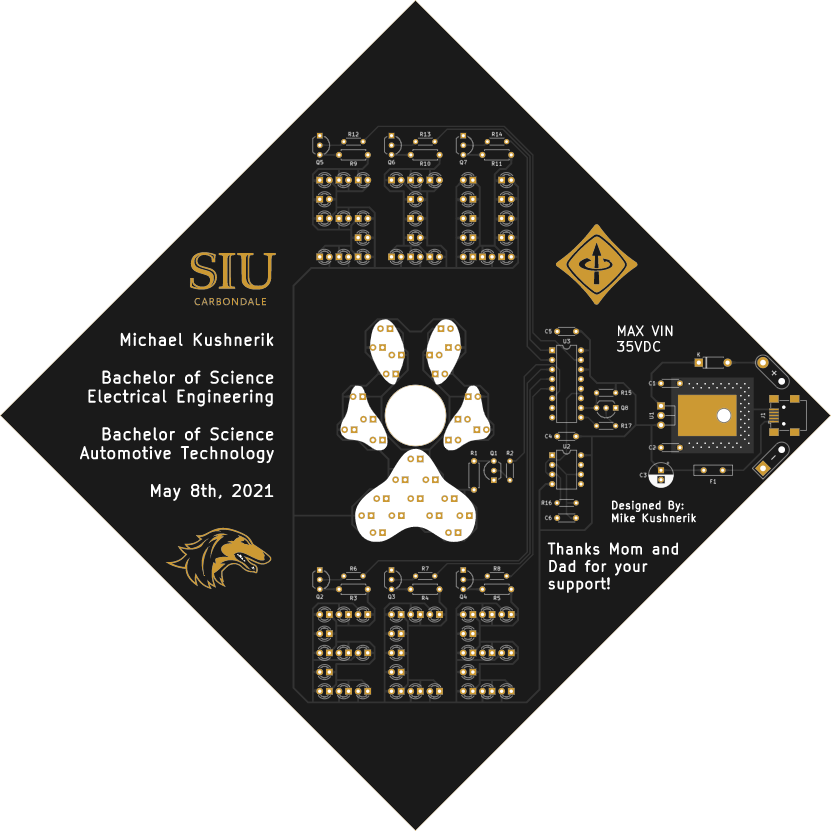 R12
R13
R14
Q5
R9
Q6
R10
Q7
R11
SIU
SIU
CARBONDALE
Michael Kushnerik
Bachelor of Science
Electrical Engineering
Bachelor of Science
Automotive Technology
May 8th, 2021
C5
U3
MAX VIN
35VDC
+
C1
R15
Q8
R17
U1
J1
C4
U2
C2
R1
Q1
R2
C3
F1
-
R16
C6
Designed By:
Mike Kushnerik
Thanks Mom and
Dad for your
support!
R6
R7
R8
Q2
R3
Q3
R4
Q4
R5
ECE